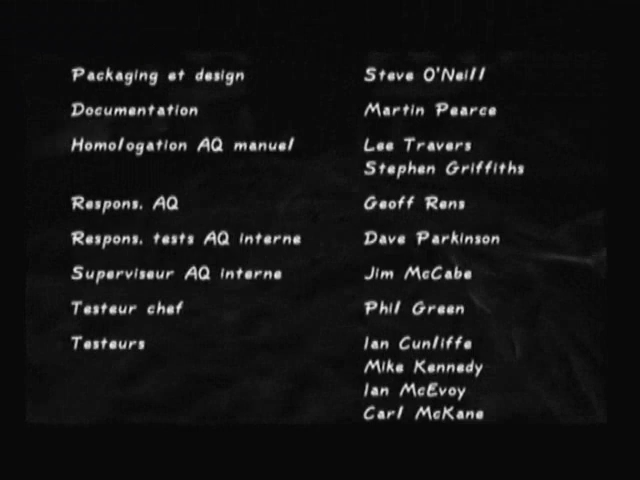 Packaging et design Steve O'Neill
Documentation Martin Pearce
Homologation AQ manuel Lee Travers
Stephen Griffiths
Respons. AQ Geoff Rens
Respons. tests AQ interne Dave Parkinson
Superviseur AQ interne Jim McCabe
Testeur chef Phil Green
Testeurs Ian Cunliffe
Mike Kennedy
Ian McEvoy
Carl McKane